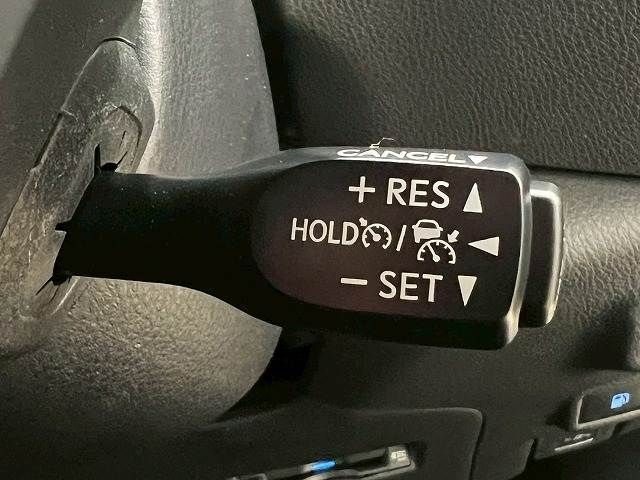 CANCEL▼
+ RES ▲
HOLD / ◀
− SET ▼